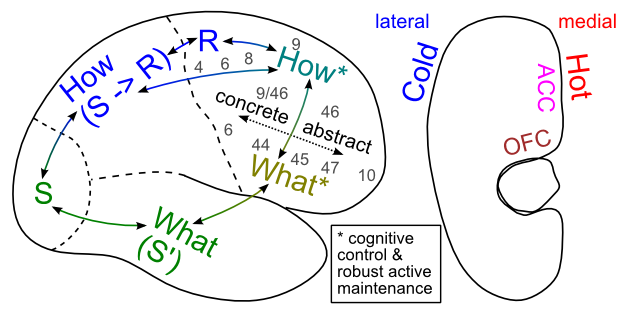 lateral
medial
R
9
How
(S -> R)
4
6
8
How*
Cold
Hot
ACC
9/46
concrete
46
abstract
6
44
45
47
10
What*
OFC
S
What
(S')
* cognitive
control &
robust active
maintenance